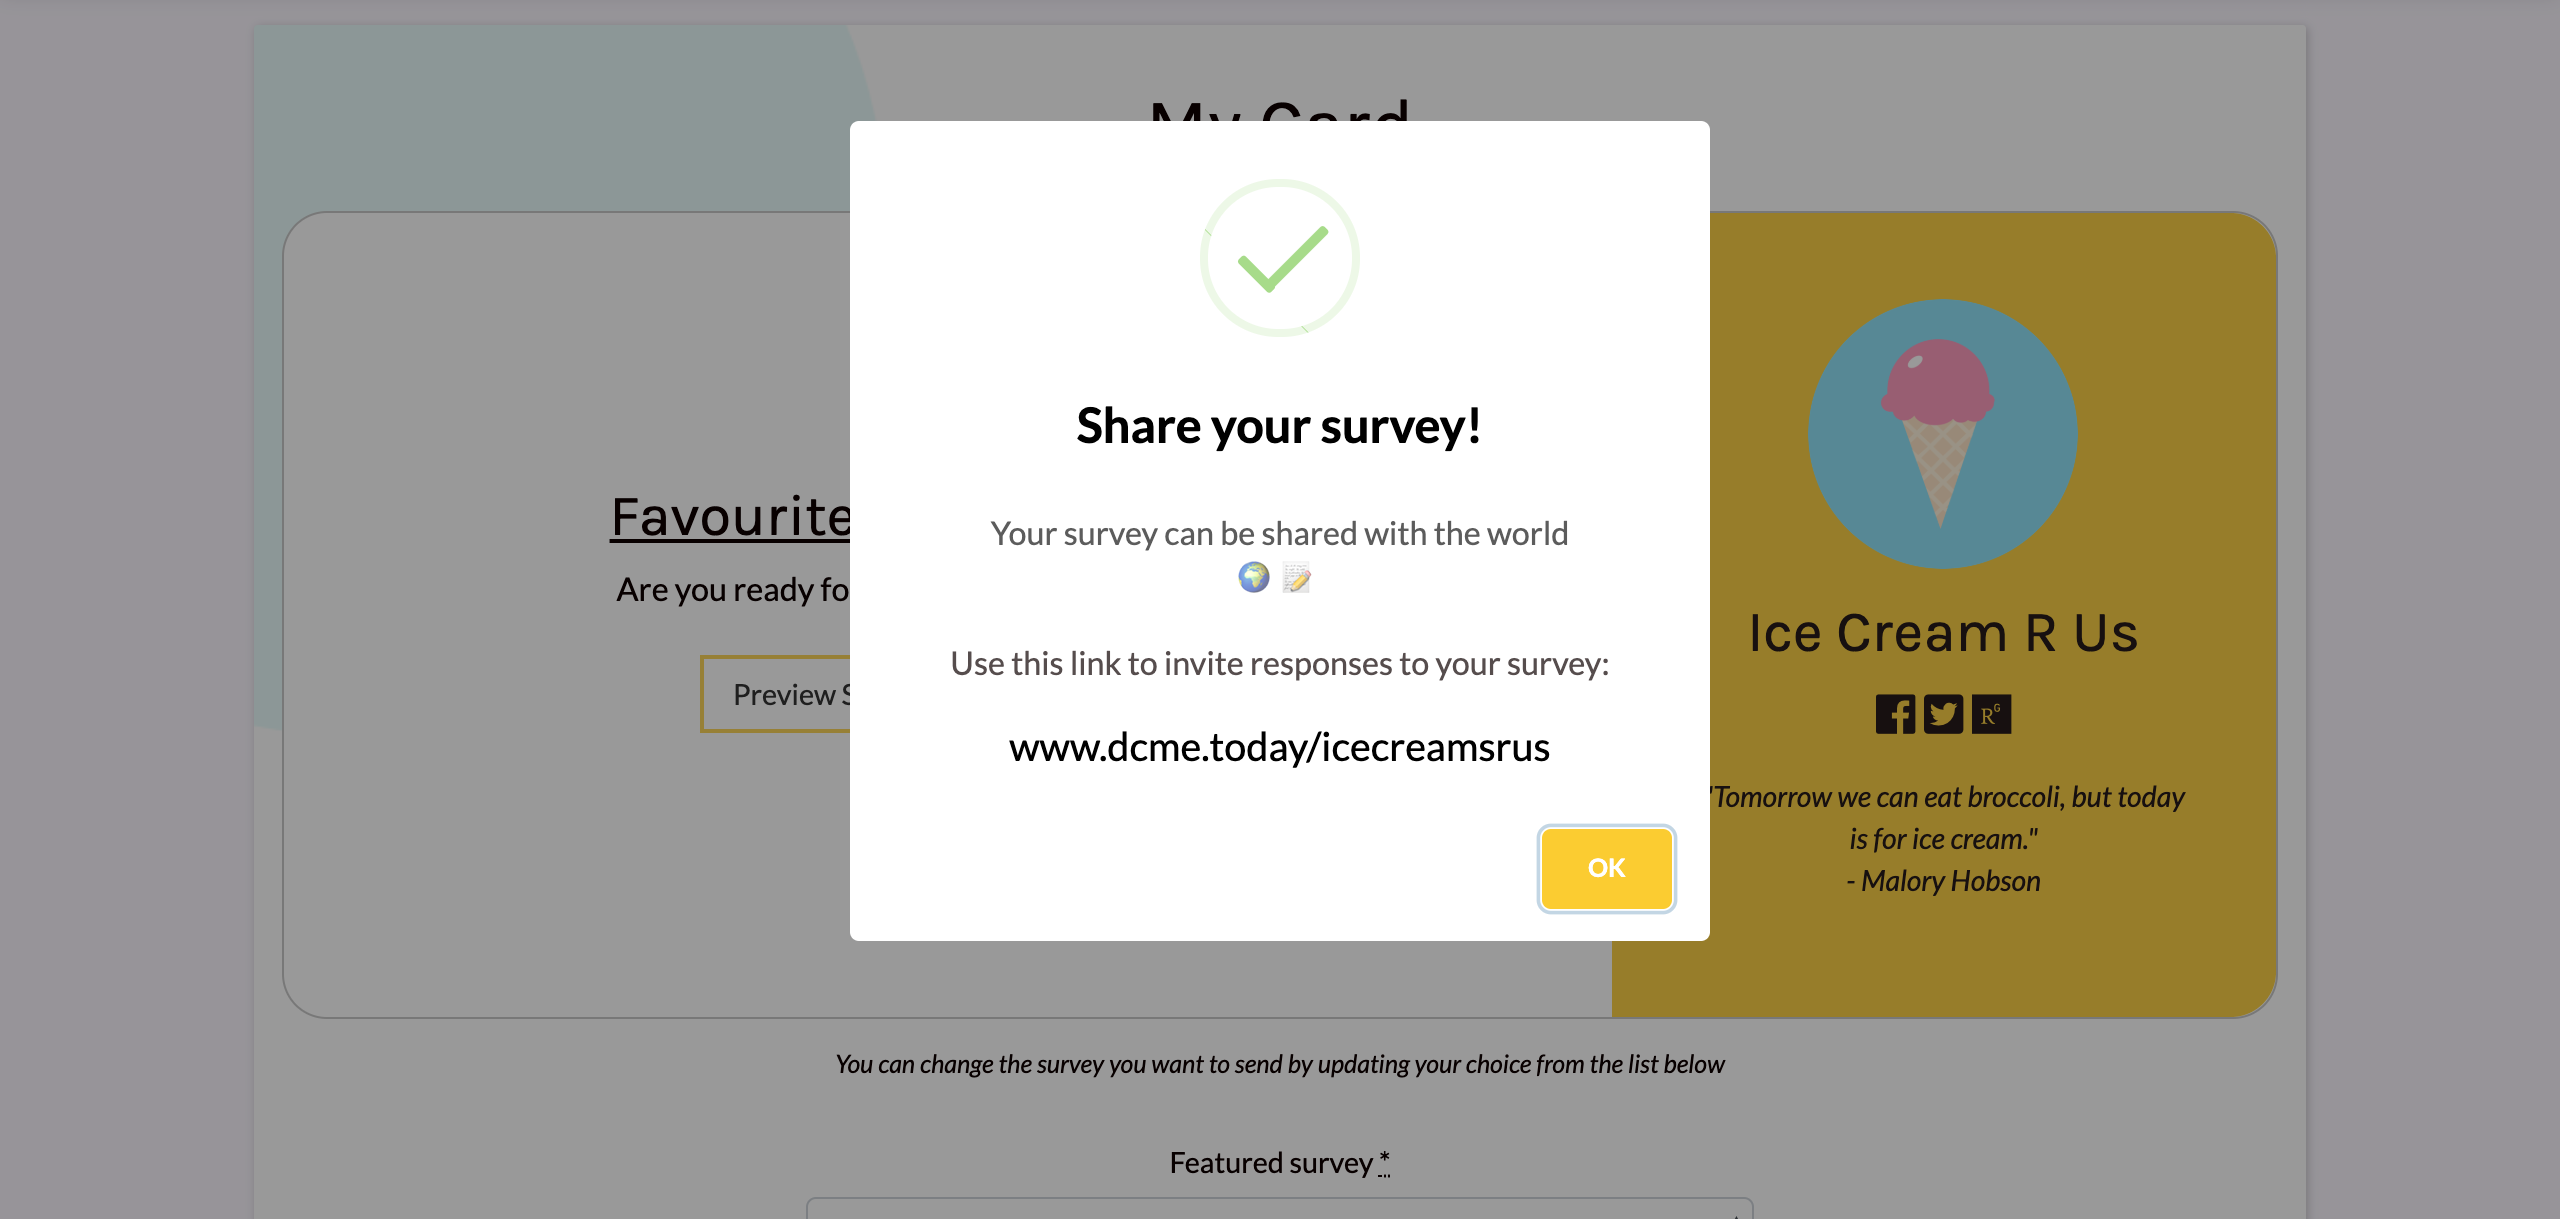 My Card
Share your survey!
Your survey can be shared with the world
🌍 📝
Use this link to invite responses to your survey:
www.dcme.today/icecreamsrus
OK
Favourite
Are you ready fo
Preview S
Ice Cream R Us
RG
"Tomorrow we can eat broccoli, but today
is for ice cream."
- Malory Hobson
You can change the survey you want to send by updating your choice from the list below
Featured survey *